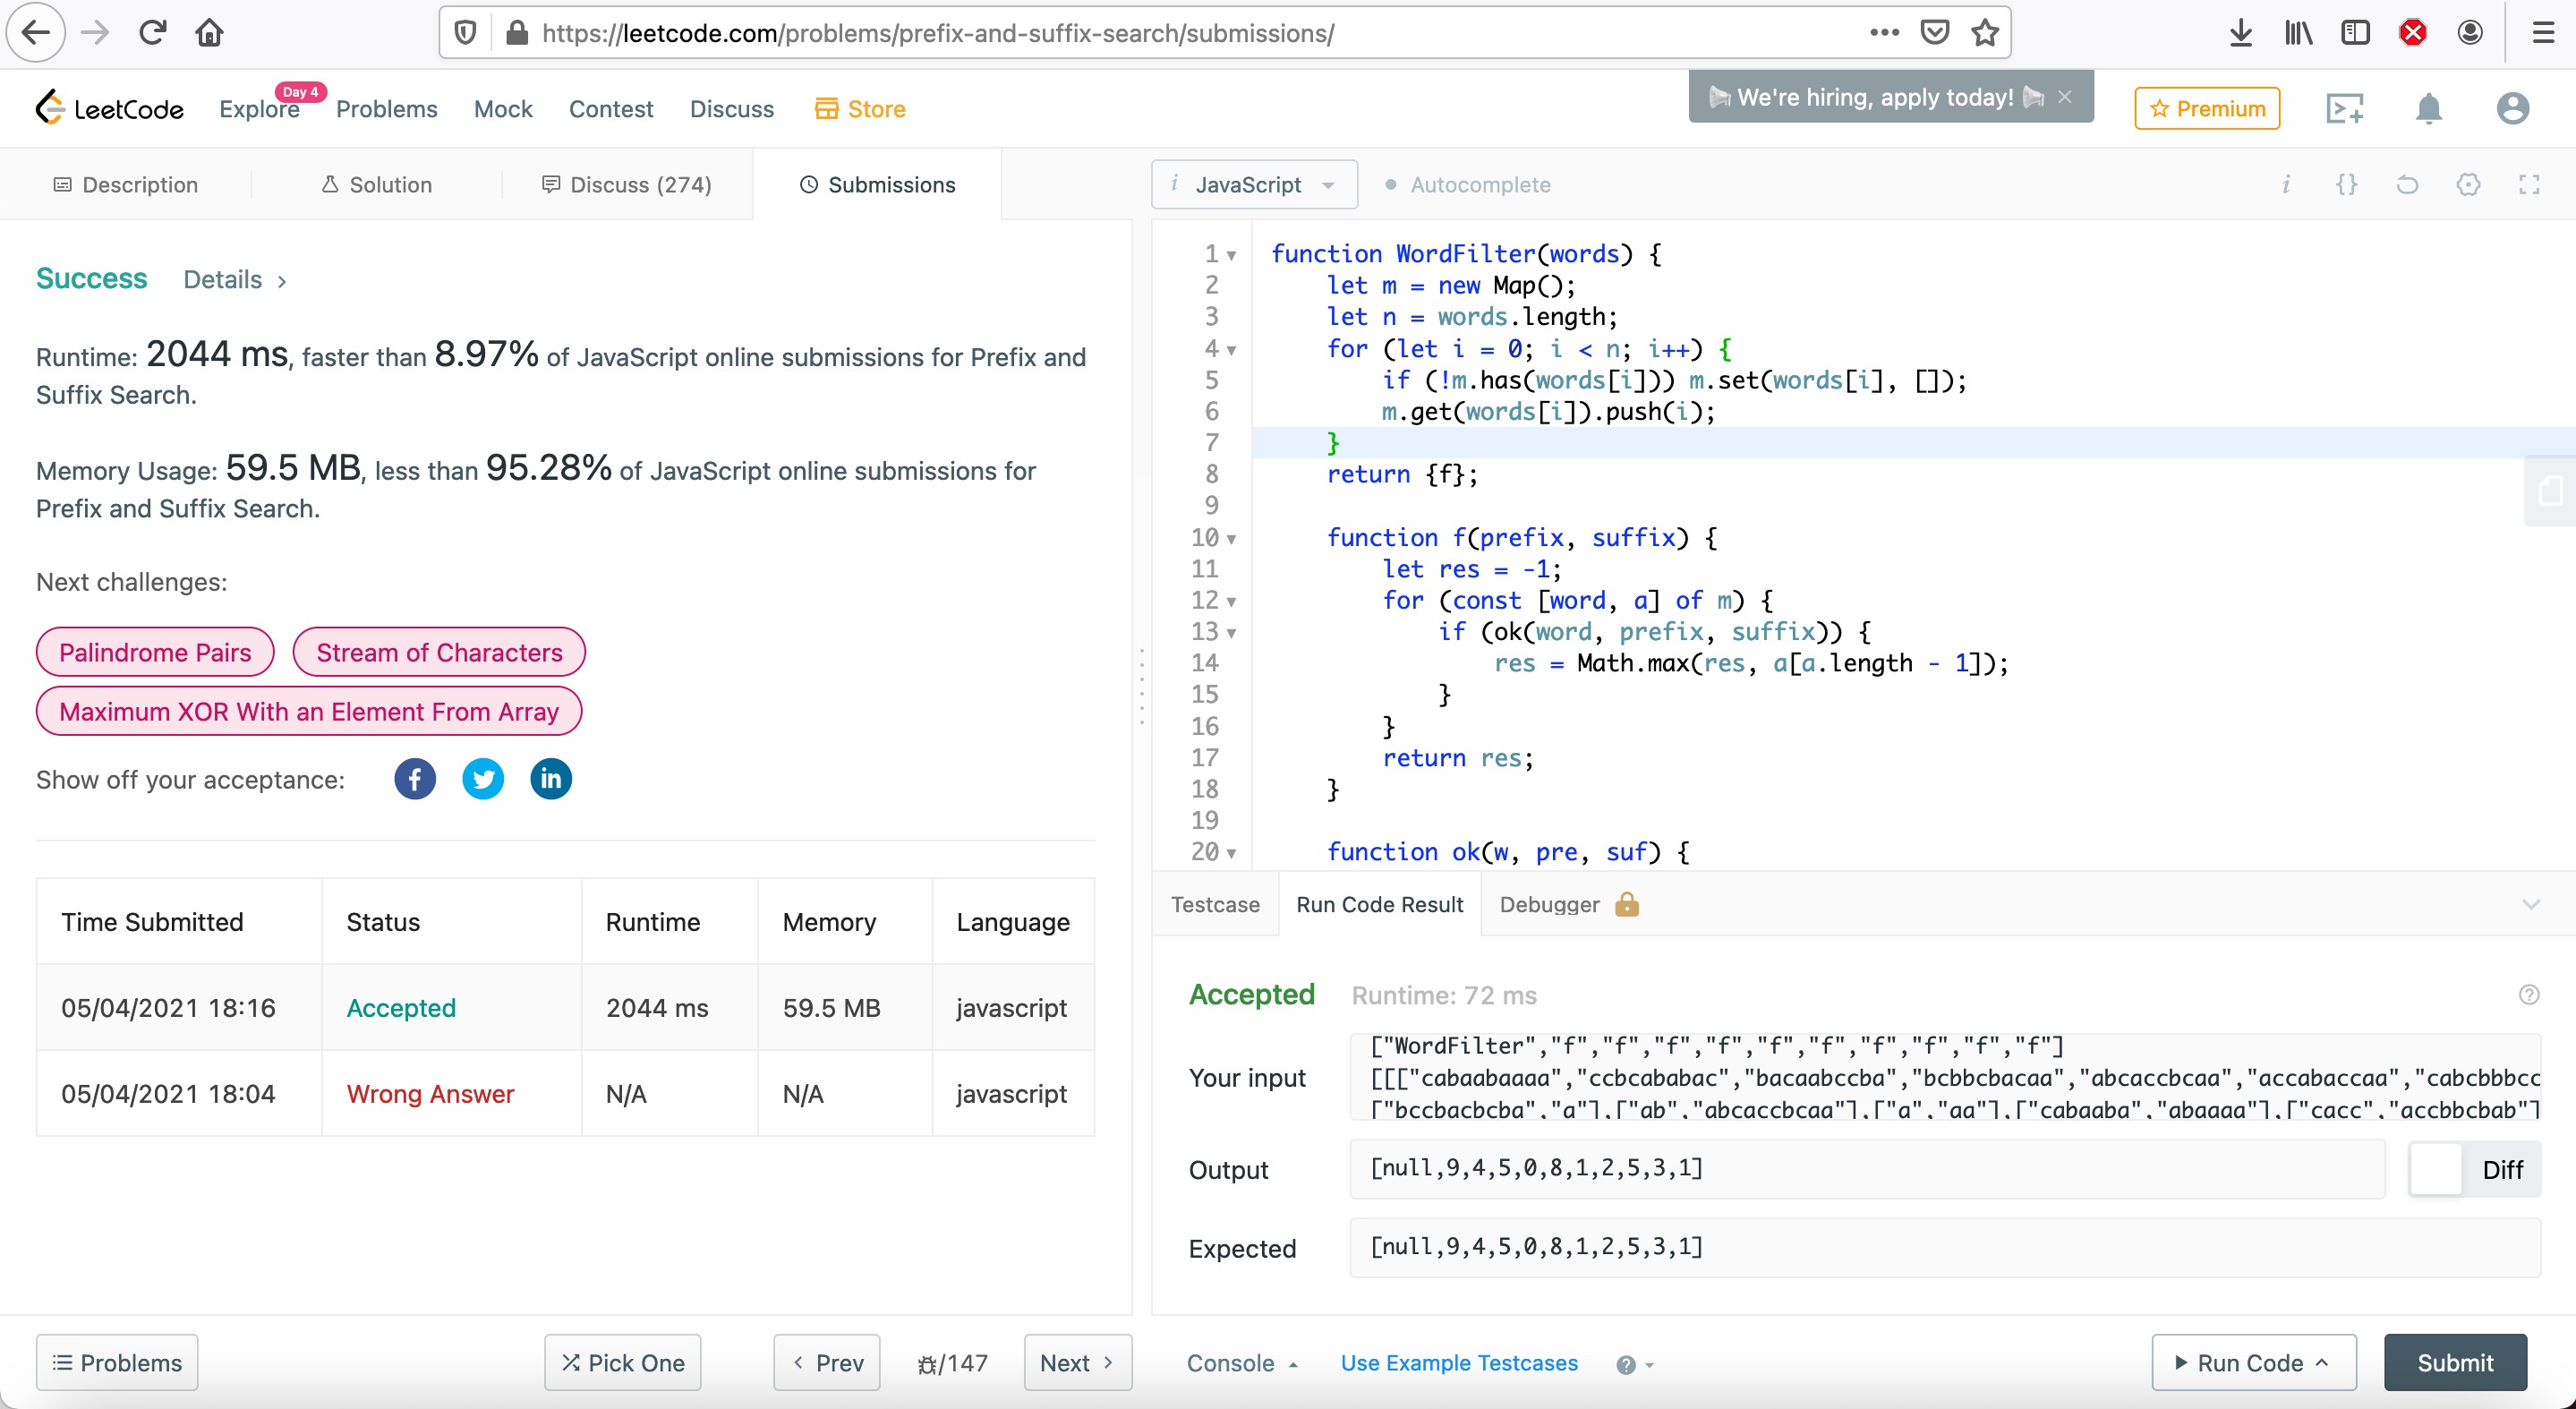 https://leetcode.com/problems/prefix-and-suffix-search/submissions/
LeetCode
Explore
Day 4
Problems
Mock
Contest
Discuss
Store
We're hiring, apply today!
Premium
Description
Solution
Discuss (274)
Submissions
i JavaScript
Autocomplete
i
{}
Success
Details
Runtime: 2044 ms, faster than 8.97% of JavaScript online submissions for Prefix and
Suffix Search.
Memory Usage: 59.5 MB, less than 95.28% of JavaScript online submissions for
Prefix and Suffix Search.
Next challenges:
Palindrome Pairs
Stream of Characters
Maximum XOR With an Element From Array
Show off your acceptance:
Time Submitted Status Runtime Memory Language
05/04/2021 18:16 Accepted 2044 ms 59.5 MB javascript
05/04/2021 18:04 Wrong Answer N/A N/A javascript
1 function WordFilter(words) {
2 let m = new Map();
3 let n = words.length;
4 for (let i = 0; i < n; i++) {
5 if (!m.has(words[i])) m.set(words[i], []);
6 m.get(words[i]).push(i);
7 }
8 return {f};
9
10 function f(prefix, suffix) {
11 let res = -1;
12 for (const [word, a] of m) {
13 if (ok(word, prefix, suffix)) {
14 res = Math.max(res, a[a.length - 1]);
15 }
16 }
17 return res;
18 }
19
20 function ok(w, pre, suf) {
Testcase
Run Code Result
Debugger
Accepted
Runtime: 72 ms
Your input
["WordFilter","f","f","f","f","f","f","f","f","f","f"]
[[["cabaabaaaa","ccbcababac","bacaabccba","bcbbcbacaa","abcaccbcaa","accabaccaa","cabcbbbcc
["bccbacbcba","a"],["ab","abcaccbcaa"],["a","aa"],["cabaaba","abaaaa"],["cacc","accbbcbab"]
Output
[null,9,4,5,0,8,1,2,5,3,1]
Diff
Expected
[null,9,4,5,0,8,1,2,5,3,1]
Problems
Pick One
Prev
/147
Next
Console
Use Example Testcases
Run Code
Submit